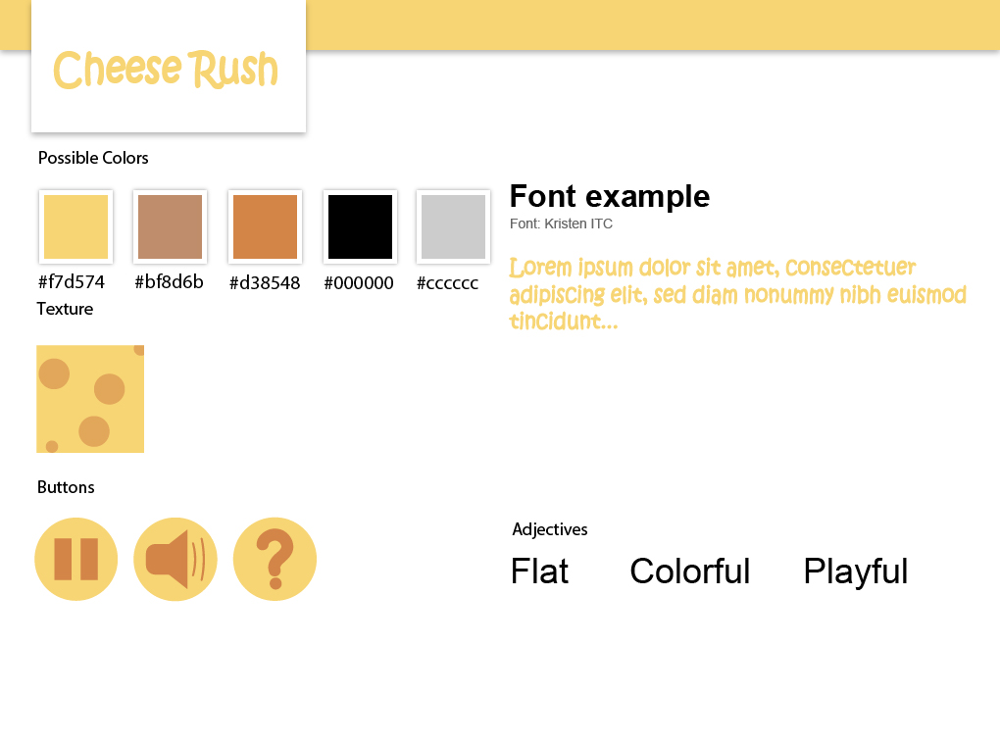 Cheese Rush
Possible Colors
#f7d574 #bf8d6b #d38548 #000000 #cccccc
Texture
Font example
Font: Kristen ITC
Lorem ipsum dolor sit amet, consectetuer
adipiscing elit, sed diam nonummy nibh euismod
tincidunt...
Buttons
?
Adjectives
Flat Colorful Playful